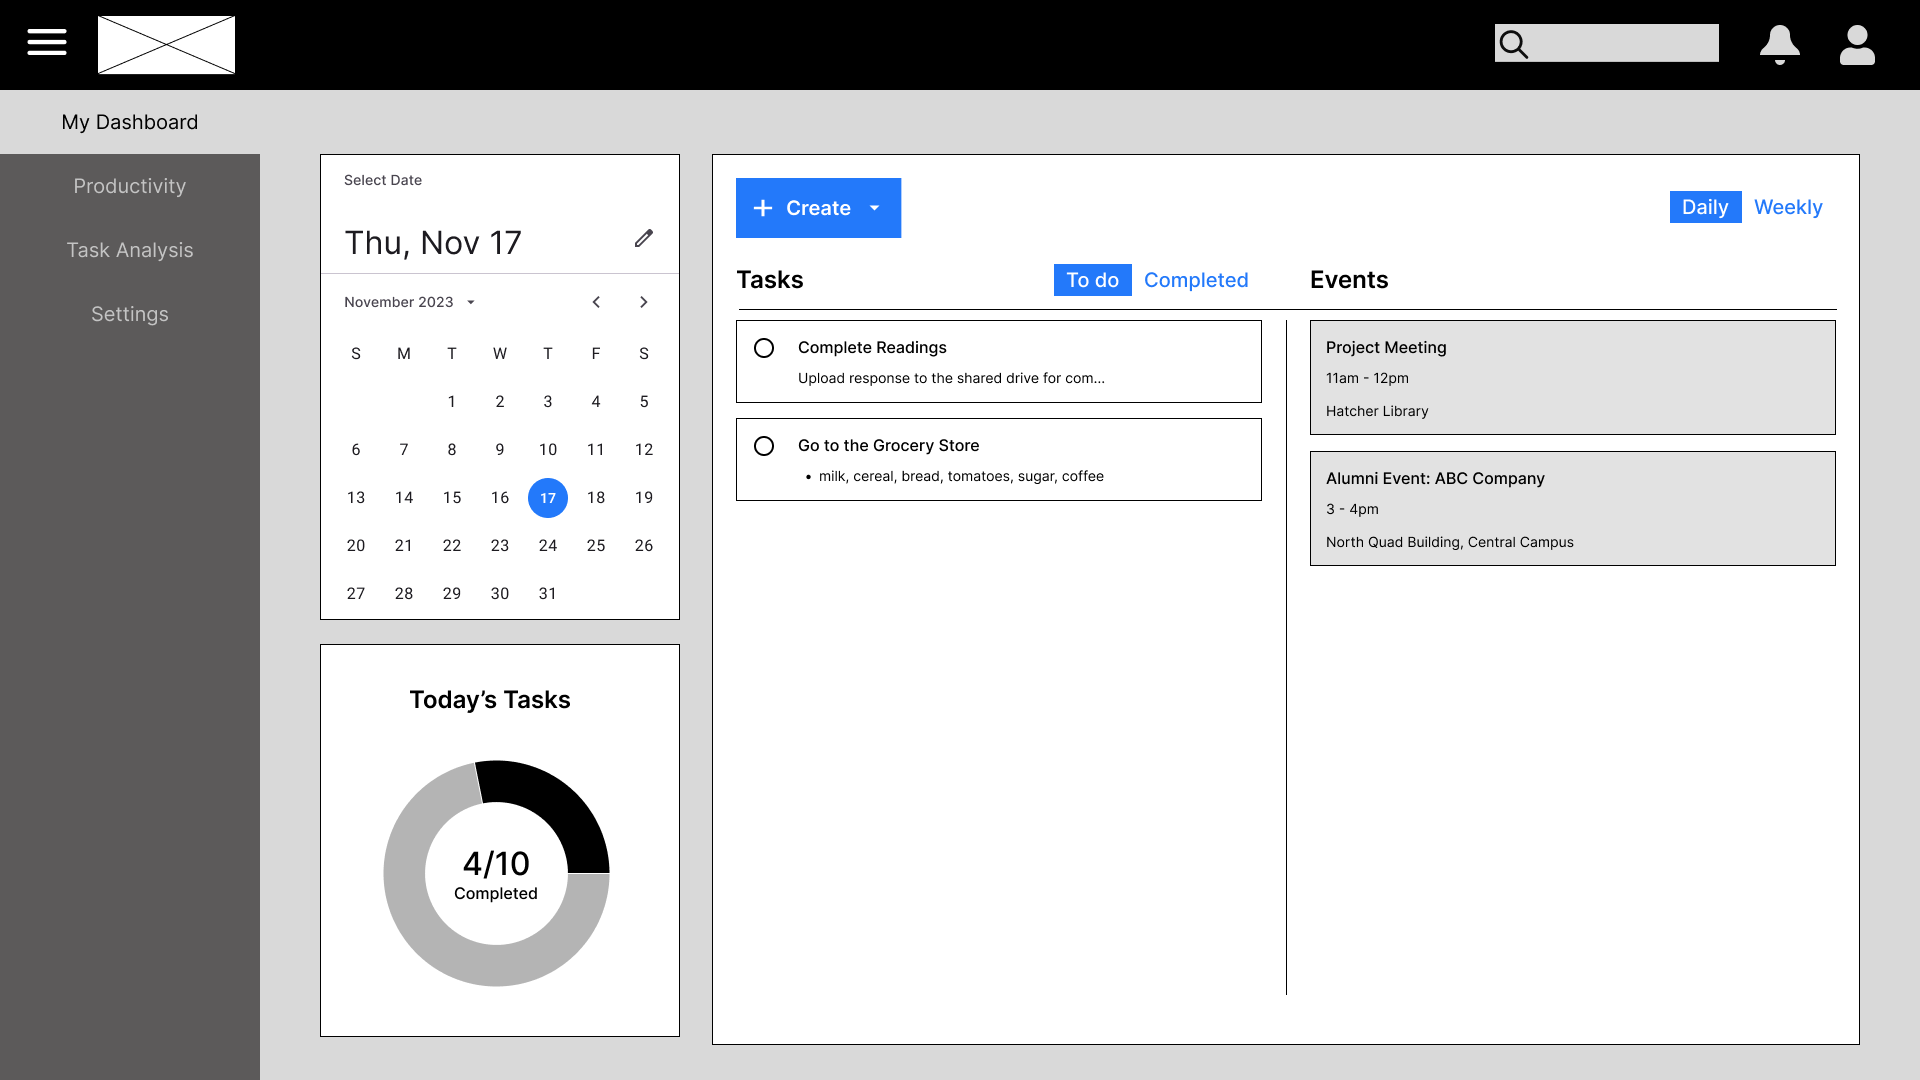 My Dashboard
Productivity
Task Analysis
Settings
Select Date
Thu, Nov 17
November 2023
S M T W T F S
1 2 3 4 5
6 7 8 9 10 11 12
13 14 15 16 17 18 19
20 21 22 23 24 25 26
27 28 29 30 31
Today’s Tasks
4/10
Completed
Create
Daily Weekly
Tasks To do Completed
Complete Readings
Upload response to the shared drive for com...
Go to the Grocery Store
• milk, cereal, bread, tomatoes, sugar, coffee
Events
Project Meeting
11am - 12pm
Hatcher Library
Alumni Event: ABC Company
3 - 4pm
North Quad Building, Central Campus